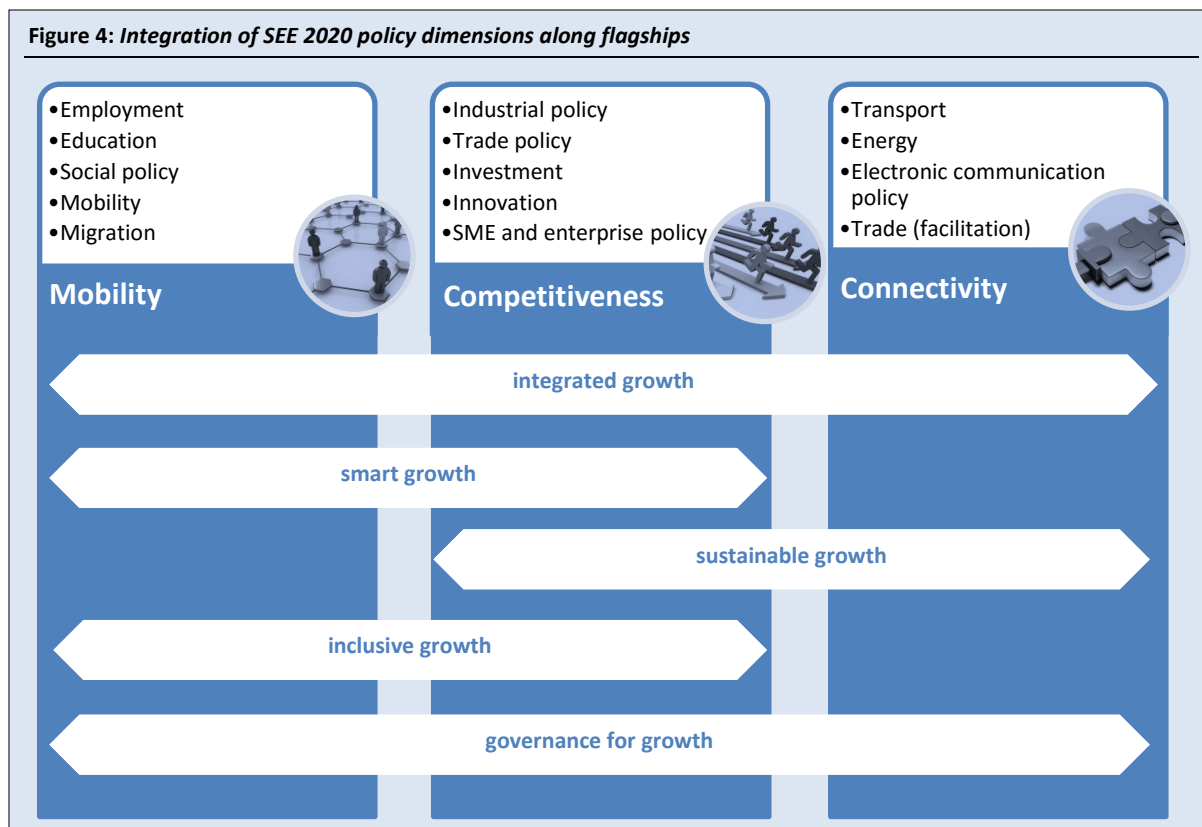 Figure 4: Integration of SEE 2020 policy dimensions along flagships
•Employment
•Education
•Social policy
•Mobility
•Migration
Mobility
•Industrial policy
•Trade policy
•Investment
•Innovation
•SME and enterprise policy
Competitiveness
•Transport
•Energy
•Electronic communication
policy
•Trade (facilitation)
Connectivity
integrated growth
smart growth
sustainable growth
inclusive growth
governance for growth